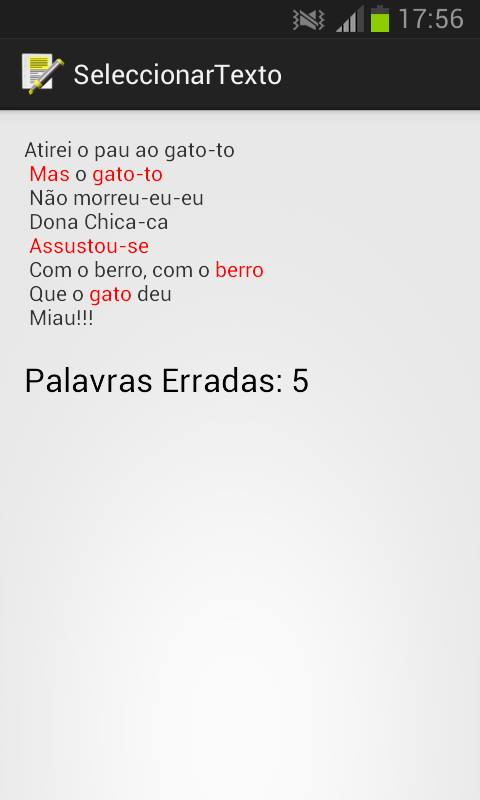 17:56
SeleccionarTexto
Atirei o pau ao gato-to
Mas o gato-to
Não morreu-eu-eu
Dona Chica-ca
Assustou-se
Com o berro, com o berro
Que o gato deu
Miau!!!
Palavras Erradas: 5